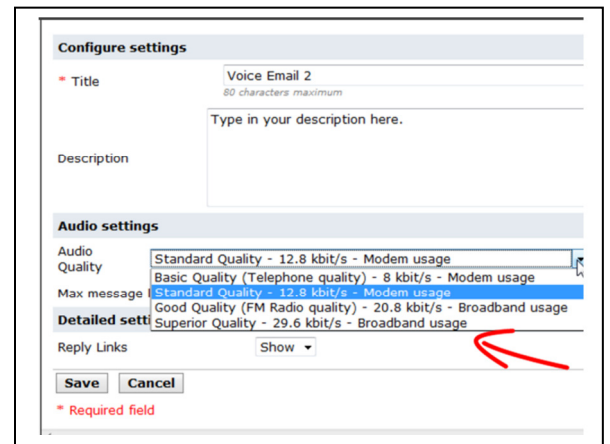 Configure settings
* Title
Voice Email 2
80 characters maximum
Description
Type in your description here.
Audio settings
Audio
Quality
Standard Quality - 12.8 kbit/s - Modem usage
Basic Quality (Telephone quality) - 8 kbit/s - Modem usage
Standard Quality - 12.8 kbit/s - Modem usage
Good Quality (FM Radio quality) - 20.8 kbit/s - Broadband usage
Superior Quality - 29.6 kbit/s - Broadband usage
Max message l
Detailed setti
Reply Links
Show
Save
Cancel
* Required field